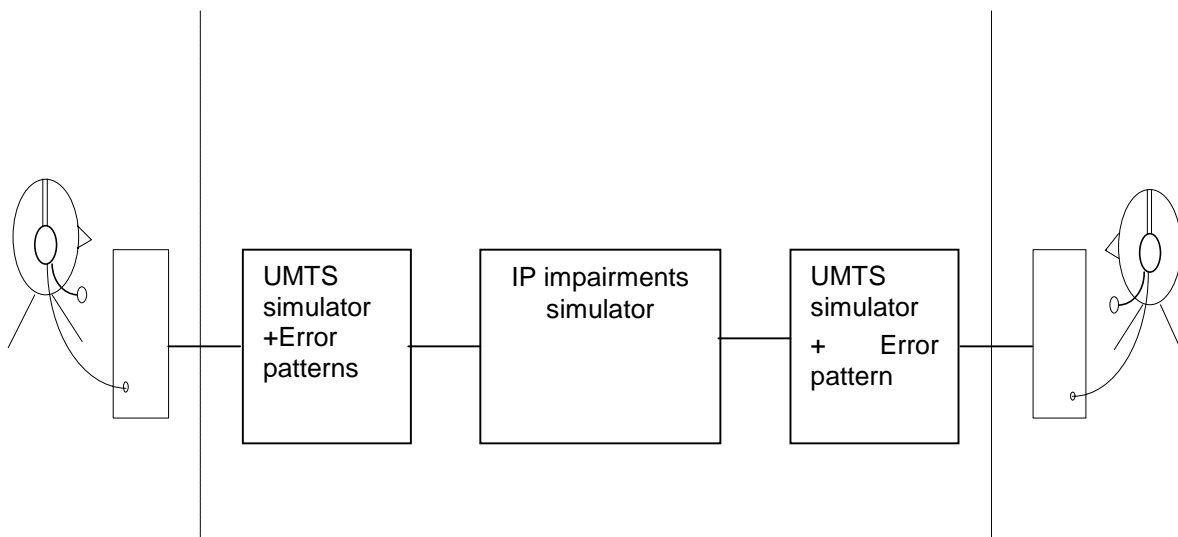 UMTS
simulator
+Error
patterns
IP impairments
simulator
UMTS
simulator
+ Error
pattern